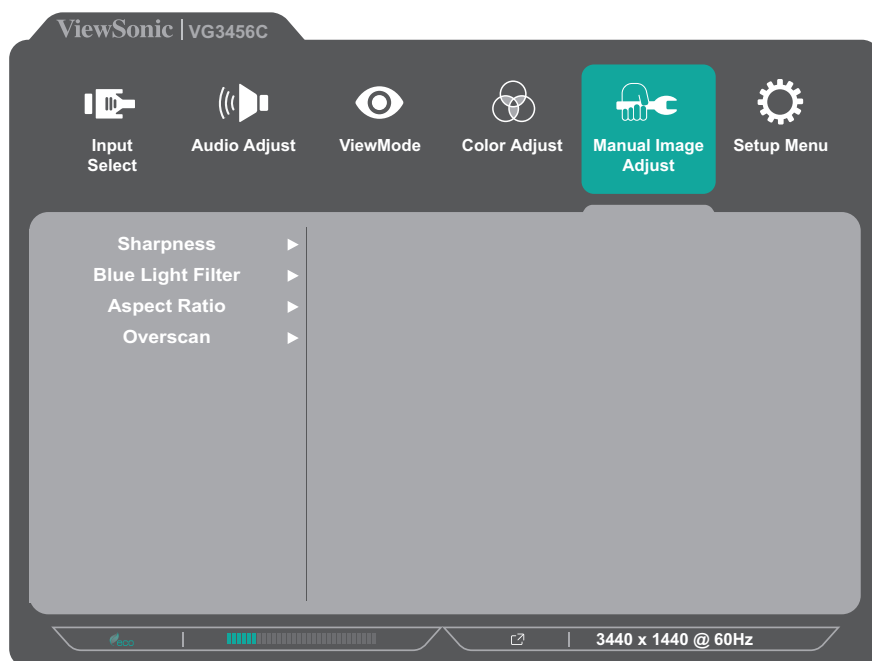 ViewSonic | VG3456C
Input Select
Audio Adjust
ViewMode
Color Adjust
Manual Image Adjust
Setup Menu
Sharpness
Blue Light Filter
Aspect Ratio
Overscan
eco
3440 x 1440 @ 60Hz